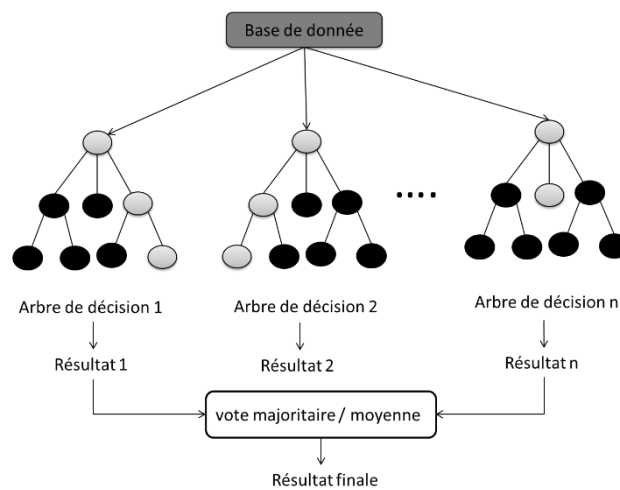 Base de donnée
....
Arbre de décision 1
Arbre de décision 2
Arbre de décision n
Résultat 1
Résultat 2
Résultat n
vote majoritaire / moyenne
Résultat finale